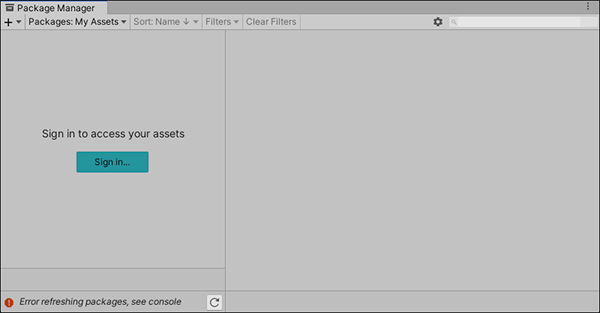 Package Manager
+ Packages: My Assets Sort: Name ↓ Filters Clear Filters
Sign in to access your assets
Sign in...
Error refreshing packages, see console